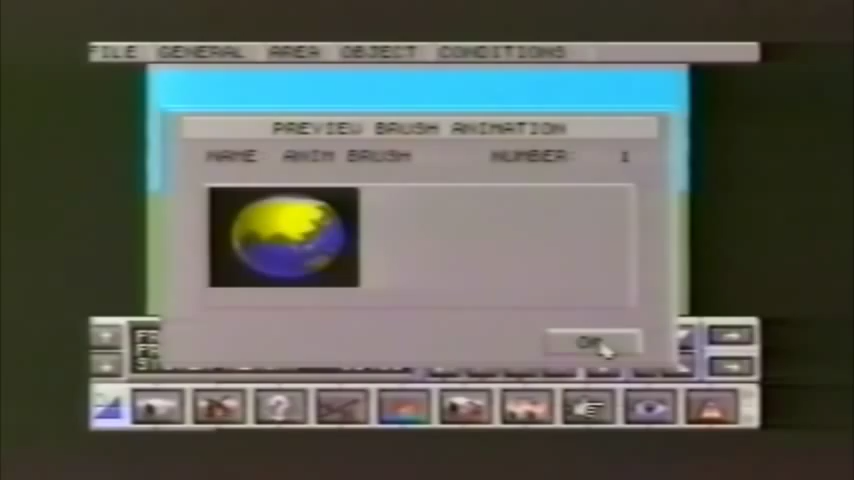 FILE GENERAL AREA OBJECT CONDITIONS
PREVIEW BRUSH ANIMATION
NAME: ANIM BRUSH NUMBER: 1
OK